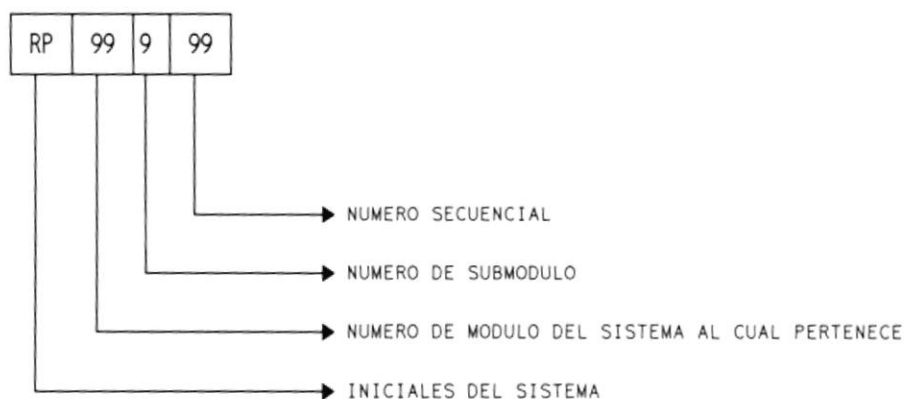 RP 99 9 99
NUMERO SECUENCIAL
NUMERO DE SUBMODULO
NUMERO DE MODULO DEL SISTEMA AL CUAL PERTENECE
INICIALES DEL SISTEMA